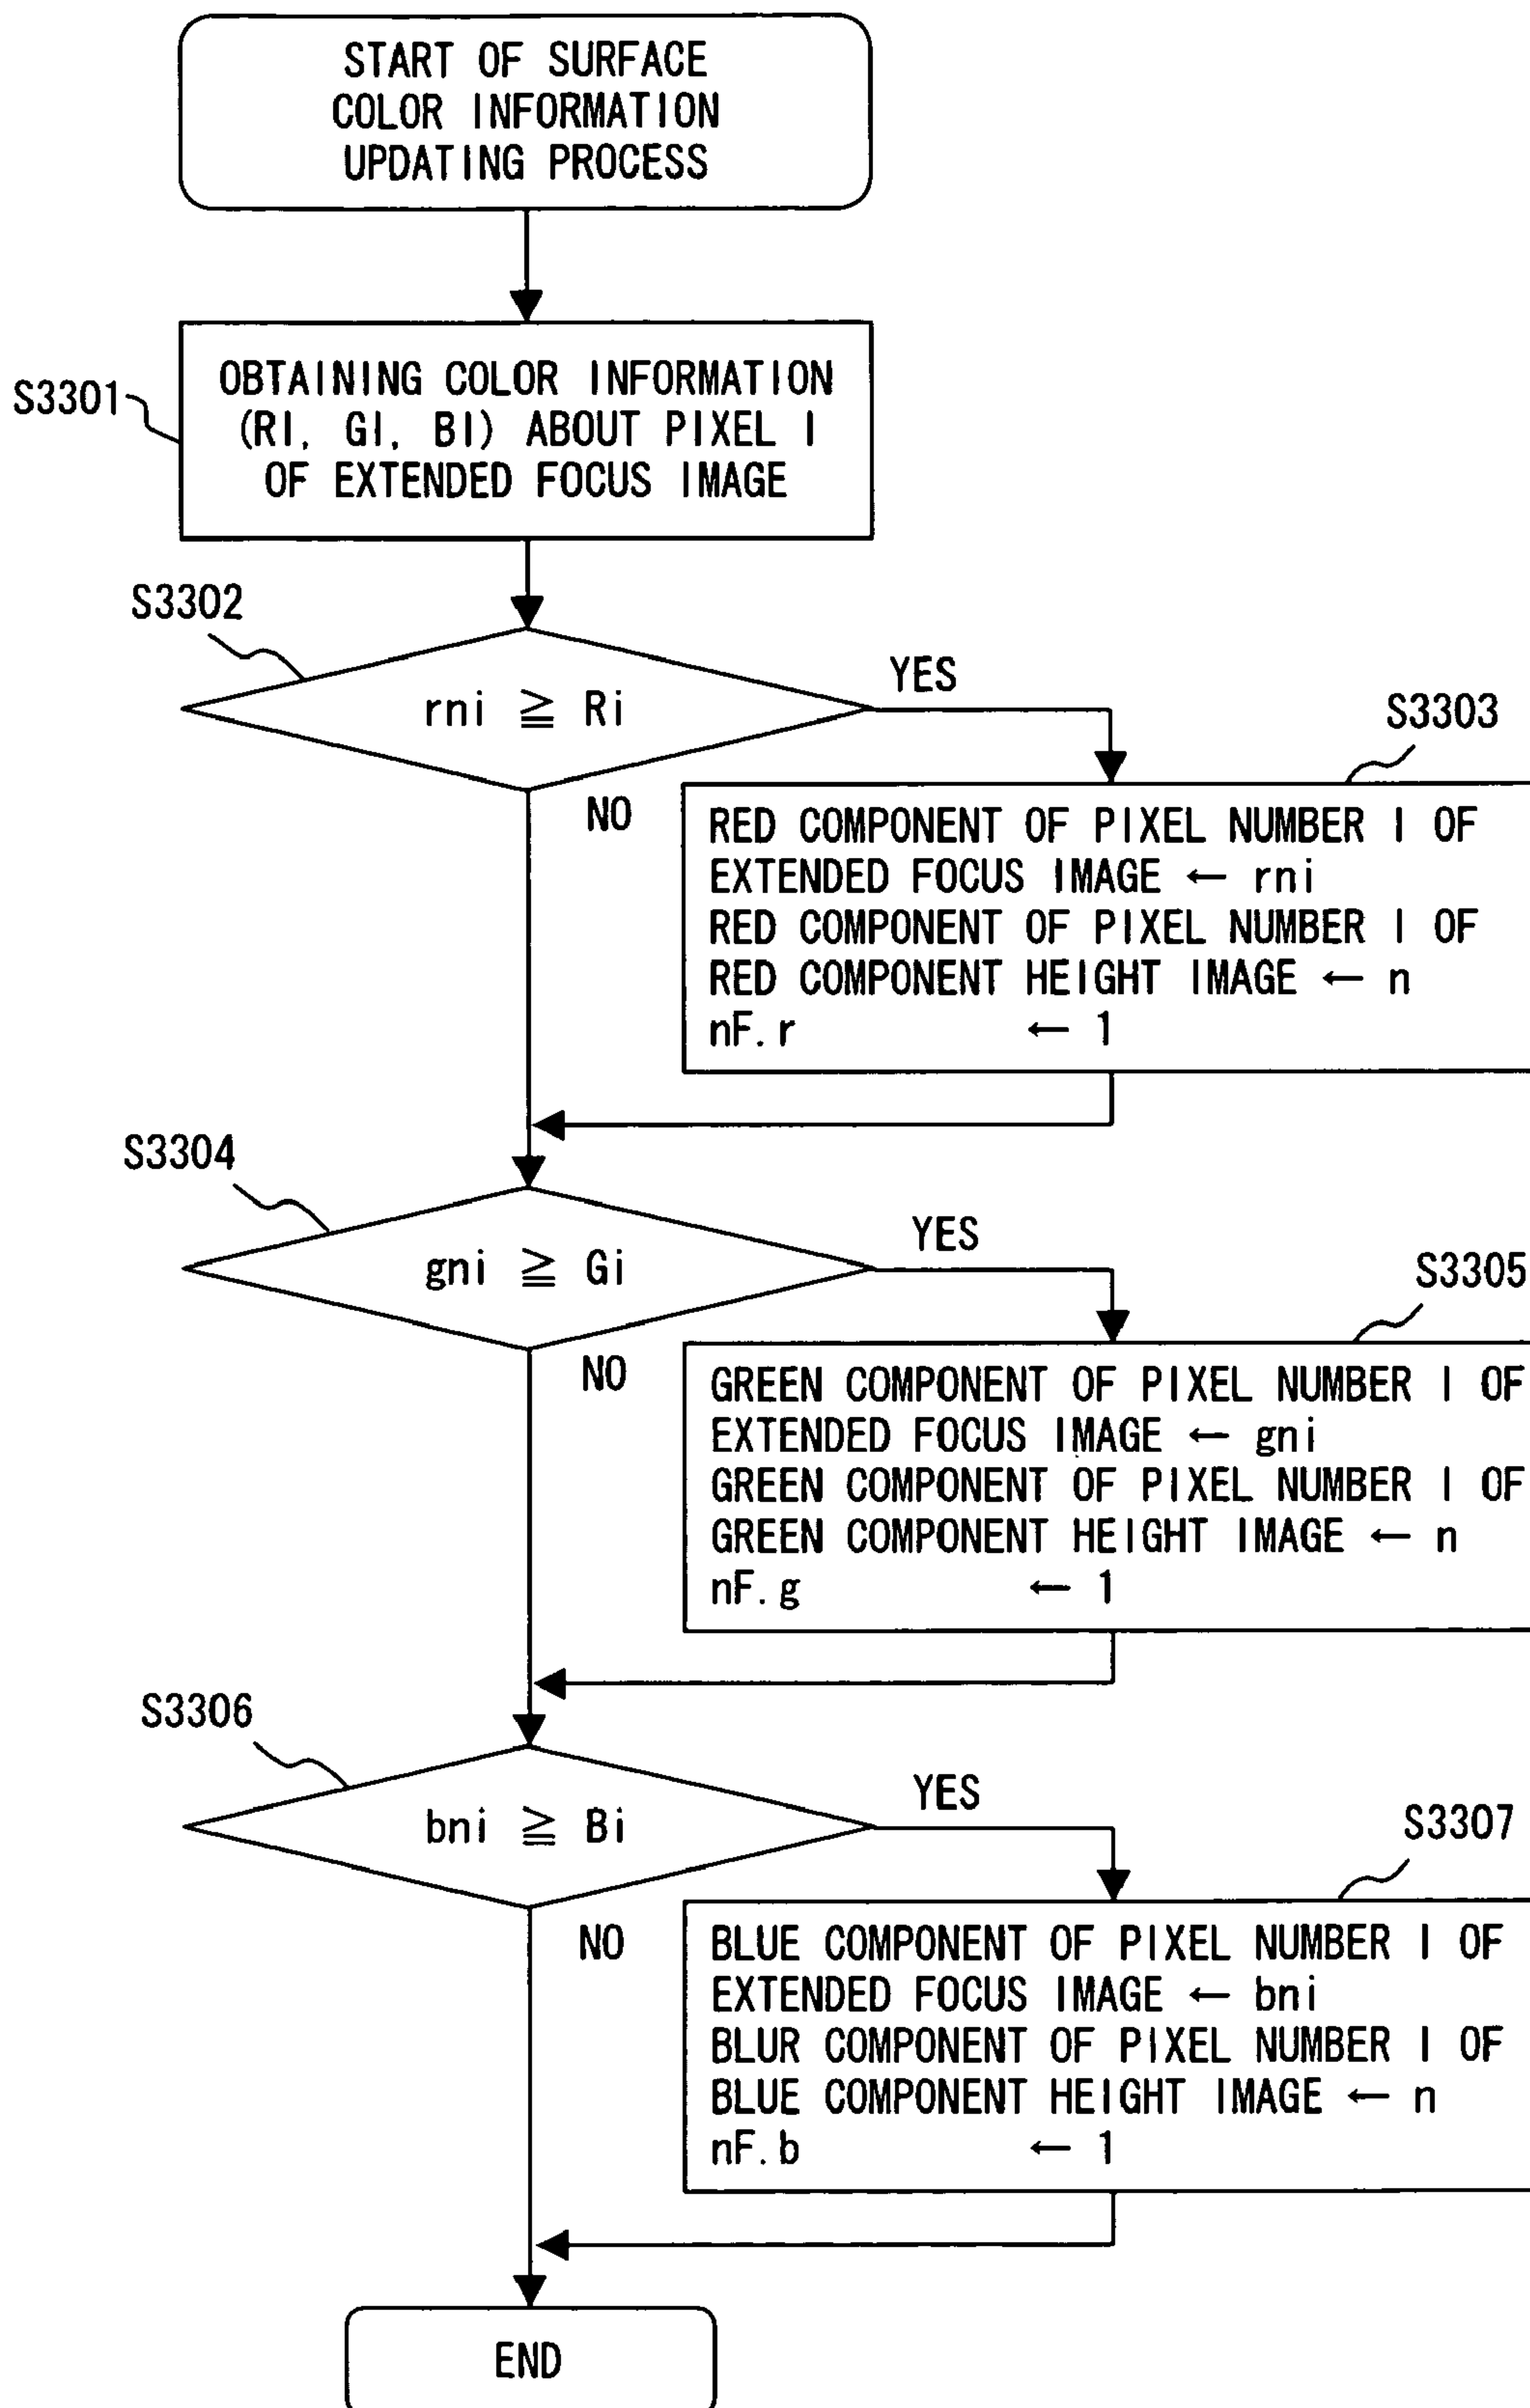 START OF SURFACE
COLOR INFORMATION
UPDATING PROCESS
S3301
OBTAINING COLOR INFORMATION
(RI, GI, BI) ABOUT PIXEL I
OF EXTENDED FOCUS IMAGE
S3302
rni ≧ Ri
YES
NO
S3303
RED COMPONENT OF PIXEL NUMBER I OF
EXTENDED FOCUS IMAGE ← rni
RED COMPONENT OF PIXEL NUMBER I OF
RED COMPONENT HEIGHT IMAGE ← n
nF.r ← 1
S3304
gni ≧ Gi
YES
NO
S3305
GREEN COMPONENT OF PIXEL NUMBER I OF
EXTENDED FOCUS IMAGE ← gni
GREEN COMPONENT OF PIXEL NUMBER I OF
GREEN COMPONENT HEIGHT IMAGE ← n
nF.g ← 1
S3306
bni ≧ Bi
YES
NO
S3307
BLUE COMPONENT OF PIXEL NUMBER I OF
EXTENDED FOCUS IMAGE ← bni
BLUR COMPONENT OF PIXEL NUMBER I OF
BLUE COMPONENT HEIGHT IMAGE ← n
nF.b ← 1
END